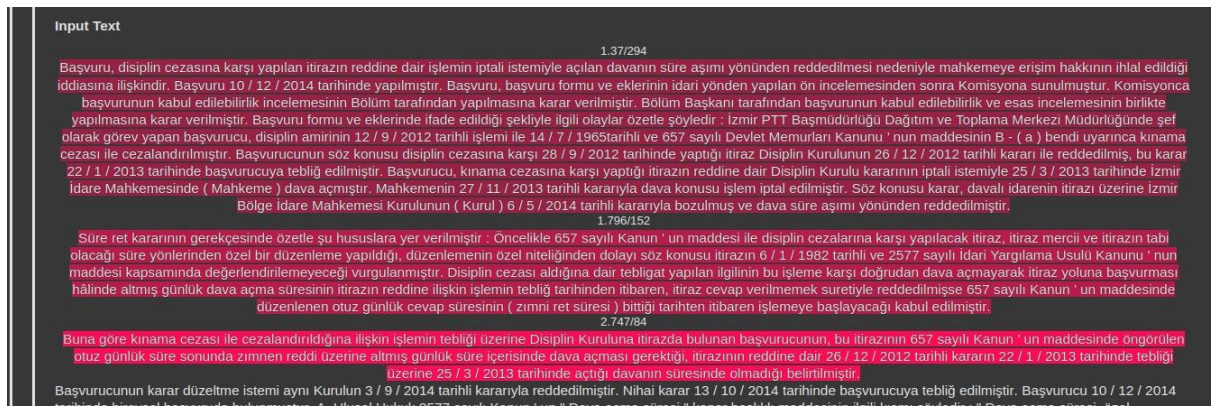 Input Text
1.37/294
Başvuru, disiplin cezasına karşı yapılan itirazın reddine dair işlemin iptali istemiyle açılan davanın süre aşımı yönünden reddedilmesi nedeniyle mahkemeye erişim hakkının ihlal edildiği
iddiasına ilişkindir. Başvuru 10 / 12 / 2014 tarihinde yapılmıştır. Başvuru, başvuru formu ve eklerinin idari yönden yapılan ön incelemesinden sonra Komisyona sunulmuştur. Komisyonca
başvurunun kabul edilebilirlik incelemesinin Bölüm tarafından yapılmasına karar verilmiştir. Bölüm Başkanı tarafından başvurunun kabul edilebilirlik ve esas incelemesinin birlikte
yapılmasına karar verilmiştir. Başvuru formu ve eklerinde ifade edildiği şekliyle ilgili olaylar özetle şöyledir : İzmir PTT Başmüdürlüğü Dağıtım ve Toplama Merkezi Müdürlüğünde şef
olarak görev yapan başvurucu, disiplin amirinin 12 / 9 / 2012 tarihli işlemi ile 14 / 7 / 1965tarihli ve 657 sayılı Devlet Memurları Kanunu ' nun maddesinin B - ( a ) bendi uyarınca kınama
cezası ile cezalandırılmıştır. Başvurucunun söz konusu disiplin cezasına karşı 28 / 9 / 2012 tarihinde yaptığı itiraz Disiplin Kurulunun 26 / 12 / 2012 tarihli kararı ile reddedilmiş, bu karar
22 / 1 / 2013 tarihinde başvurucuya tebliğ edilmiştir. Başvurucu, kınama cezasına karşı yaptığı itirazın reddine dair Disiplin Kurulu kararının iptali istemiyle 25 / 3 / 2013 tarihinde İzmir
İdare Mahkemesinde ( Mahkeme ) dava açmıştır. Mahkemenin 27 / 11 / 2013 tarihli kararıyla dava konusu işlem iptal edilmiştir. Söz konusu karar, davalı idarenin itirazı üzerine İzmir
Bölge İdare Mahkemesi Kurulunun ( Kurul ) 6 / 5 / 2014 tarihli kararıyla bozulmuş ve dava süre aşımı yönünden reddedilmiştir.
1.796/152
Süre ret kararının gerekçesinde özetle şu hususlara yer verilmiştir : Öncelikle 657 sayılı Kanun ' un maddesi ile disiplin cezalarına karşı yapılacak itiraz, itiraz mercii ve itirazın tabi
olacağı süre yönlerinden özel bir düzenleme yapıldığı, düzenlemenin özel niteliğinden dolayı söz konusu itirazın 6 / 1 / 1982 tarihli ve 2577 sayılı İdari Yargılama Usulü Kanunu ' nun
maddesi kapsamında değerlendirilemeyeceği vurgulanmıştır. Disiplin cezası aldığına dair tebligat yapılan ilgilinin bu işleme karşı doğrudan dava açmayarak itiraz yoluna başvurması
hâlinde altmış günlük dava açma süresinin itirazın reddine ilişkin işlemin tebliğ tarihinden itibaren, itiraz cevap verilmemek suretiyle reddedilmişse 657 sayılı Kanun ' un maddesinde
düzenlenen otuz günlük cevap süresinin ( zımni ret süresi ) bittiği tarihten itibaren işlemeye başlayacağı kabul edilmiştir.
2.747/84
Buna göre kınama cezası ile cezalandırıldığına ilişkin işlemin tebliği üzerine Disiplin Kuruluna itirazda bulunan başvurucunun, bu itirazının 657 sayılı Kanun ' un maddesinde öngörülen
otuz günlük süre sonunda zımnen reddi üzerine altmış günlük süre içerisinde dava açması gerektiği, itirazının reddine dair 26 / 12 / 2012 tarihli kararın 22 / 1 / 2013 tarihinde tebliği
üzerine 25 / 3 / 2013 tarihinde açtığı davanın süresinde olmadığı belirtilmiştir.
Başvurucunun karar düzeltme istemi aynı Kurulun 3 / 9 / 2014 tarihli kararıyla reddedilmiştir. Nihai karar 13 / 10 / 2014 tarihinde başvurucuya tebliğ edilmiştir. Başvurucu 10 / 12 / 2014